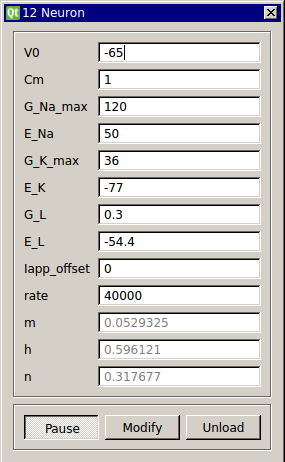 Qt 12 Neuron
V0 -65
Cm 1
G_Na_max 120
E_Na 50
G_K_max 36
E_K -77
G_L 0.3
E_L -54.4
Iapp_offset 0
rate 40000
m 0.0529325
h 0.596121
n 0.317677
Pause Modify Unload